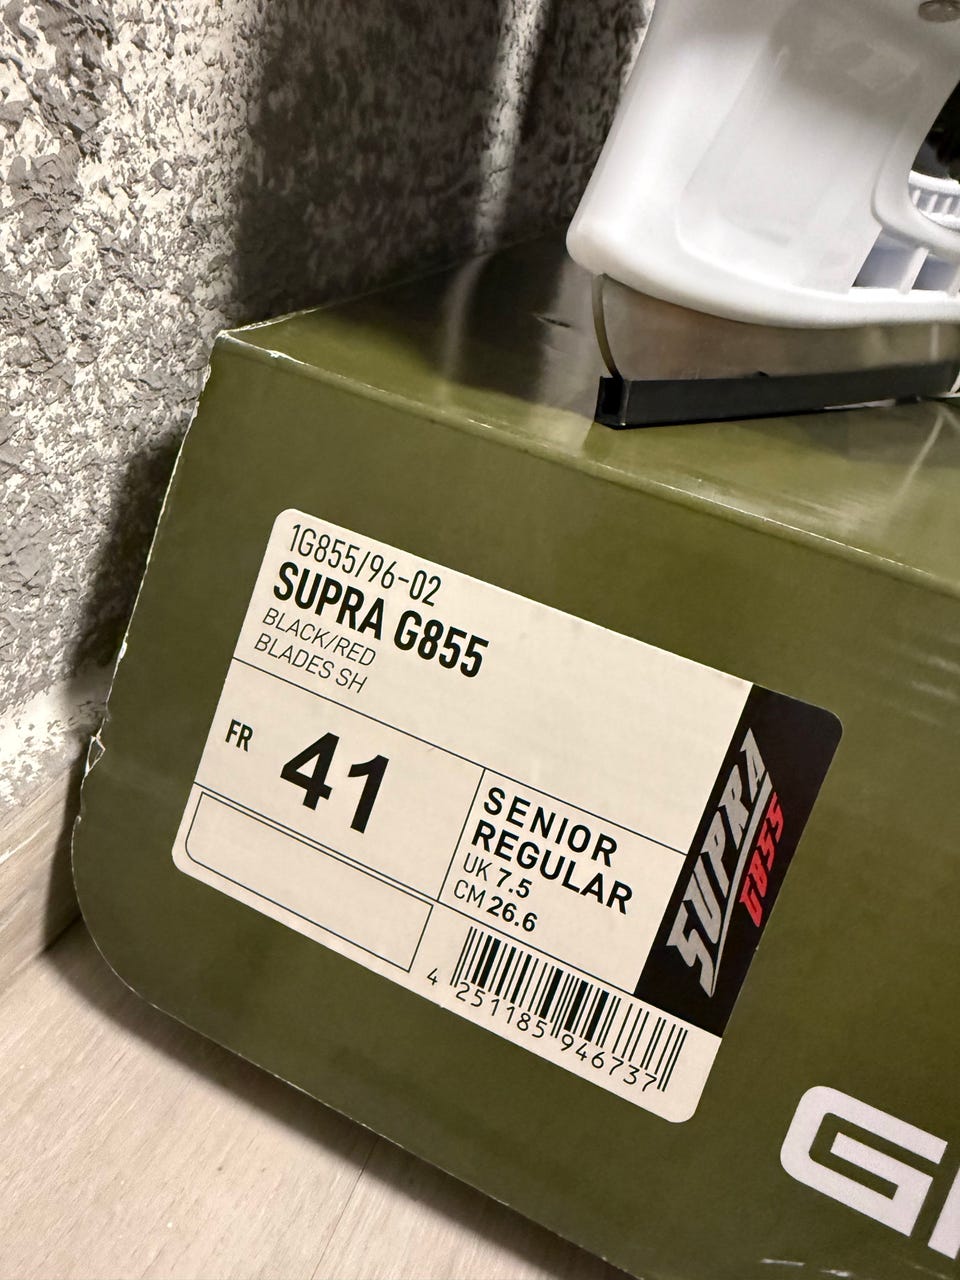 1G855/96-02
SUPRA G855
BLACK/RED
BLADES SH
FR 41
SENIOR
REGULAR
UK 7.5
CM 26.6
SUPRA
G855
4 251185 946737